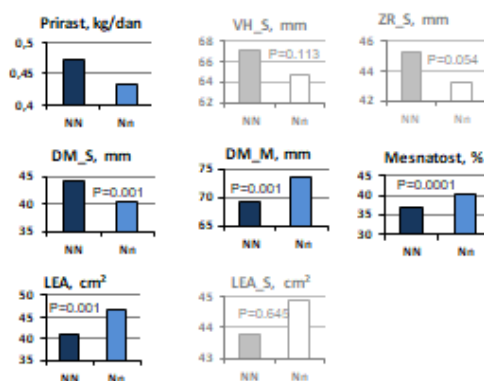 Prirast, kg/dan
0,5
0,45
0,4
NN Nn
VH_S, mm
68
66
64
62
P=0.113
NN Nn
ZR_S, mm
46
44
42
P=0.054
NN Nn
DM_S, mm
45
40
35
P=0.001
NN Nn
DM_M, mm
75
70
65
P=0.001
NN Nn
Mesnatost, %
45
40
35
30
P=0.0001
NN Nn
LEA, cm²
50
45
40
35
P=0.001
NN Nn
LEA_S, cm²
45
44
43
P=0.645
NN Nn